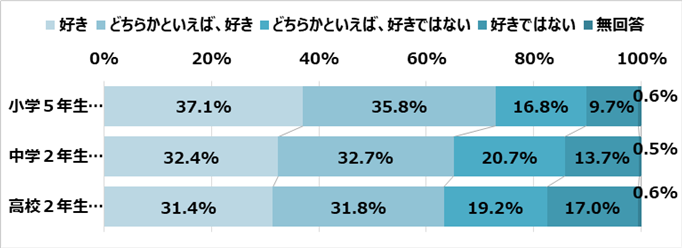 好き どちらかといえば、好き どちらかといえば、好きではない 好きではない 無回答
0% 20% 40% 60% 80% 100%
小学５年生… 37.1% 35.8% 16.8% 9.7% 0.6%
中学２年生… 32.4% 32.7% 20.7% 13.7% 0.5%
高校２年生… 31.4% 31.8% 19.2% 17.0% 0.6%